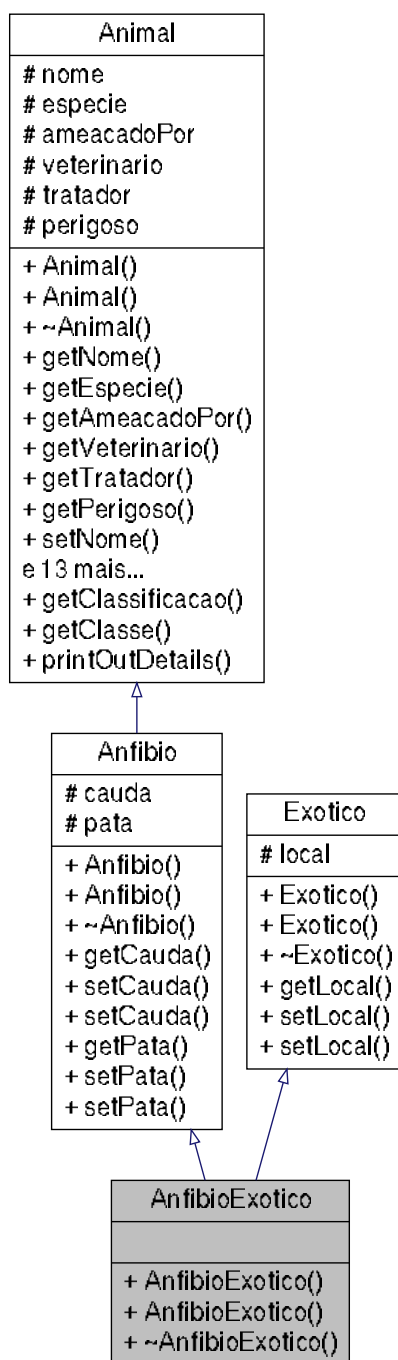 Animal
# nome
# especie
# ameacadoPor
# veterinario
# tratador
# perigoso
+ Animal()
+ Animal()
+ ~Animal()
+ getNome()
+ getEspecie()
+ getAmeacadoPor()
+ getVeterinario()
+ getTratador()
+ getPerigoso()
+ setNome()
e 13 mais...
+ getClassificacao()
+ getClasse()
+ printOutDetails()
Anfibio
# cauda
# pata
+ Anfibio()
+ Anfibio()
+ ~Anfibio()
+ getCauda()
+ setCauda()
+ setCauda()
+ getPata()
+ setPata()
+ setPata()
Exotico
# local
+ Exotico()
+ Exotico()
+ ~Exotico()
+ getLocal()
+ setLocal()
+ setLocal()
AnfibioExotico
+ AnfibioExotico()
+ AnfibioExotico()
+ ~AnfibioExotico()